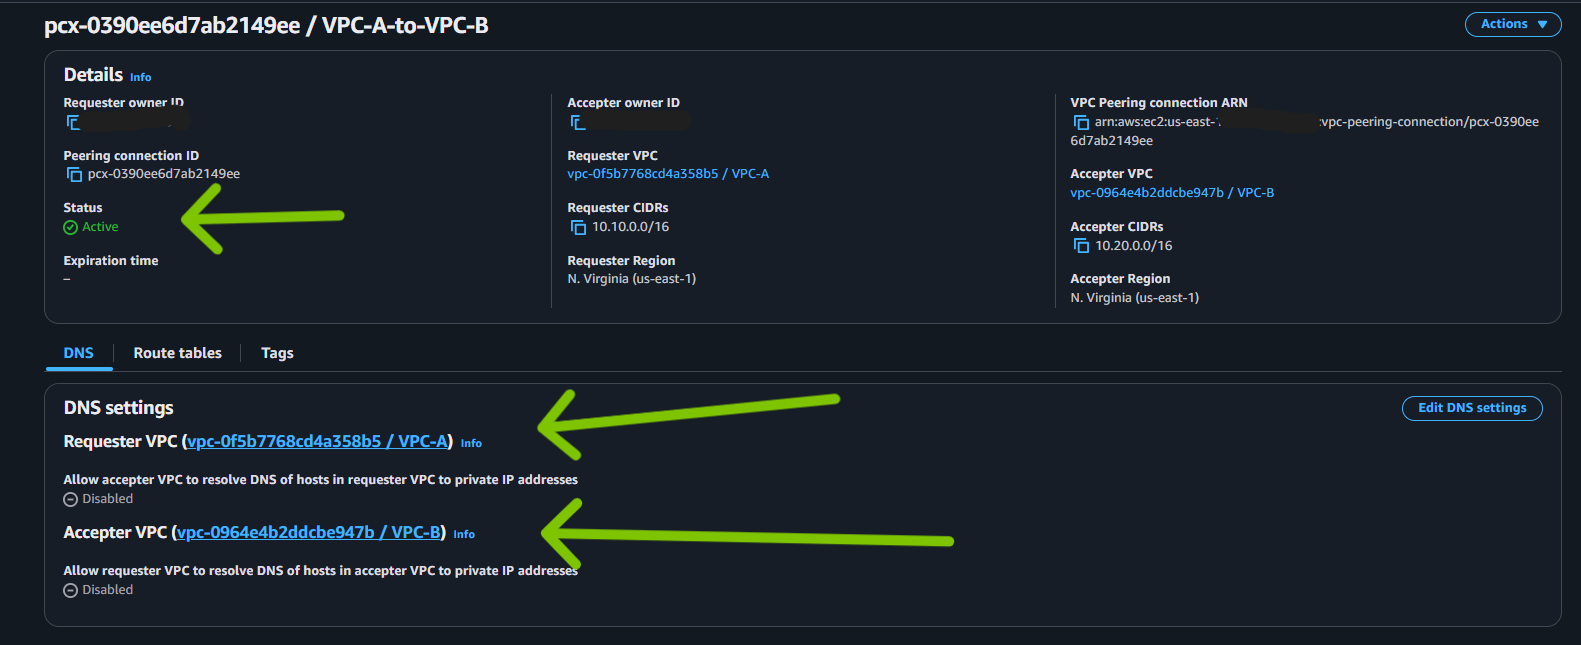 pcx-0390ee6d7ab2149ee / VPC-A-to-VPC-B
Actions
Details Info
Requester owner ID
Peering connection ID
pcx-0390ee6d7ab2149ee
Status
Active
Expiration time
–
Accepter owner ID
Requester VPC
vpc-0f5b7768cd4a358b5 / VPC-A
Requester CIDRs
10.10.0.0/16
Requester Region
N. Virginia (us-east-1)
VPC Peering connection ARN
arn:aws:ec2:us-east- :vpc-peering-connection/pcx-0390ee
6d7ab2149ee
Accepter VPC
vpc-0964e4b2ddcbe947b / VPC-B
Accepter CIDRs
10.20.0.0/16
Accepter Region
N. Virginia (us-east-1)
DNS
Route tables
Tags
DNS settings
Edit DNS settings
Requester VPC (vpc-0f5b7768cd4a358b5 / VPC-A) Info
Allow accepter VPC to resolve DNS of hosts in requester VPC to private IP addresses
Disabled
Accepter VPC (vpc-0964e4b2ddcbe947b / VPC-B) Info
Allow requester VPC to resolve DNS of hosts in accepter VPC to private IP addresses
Disabled